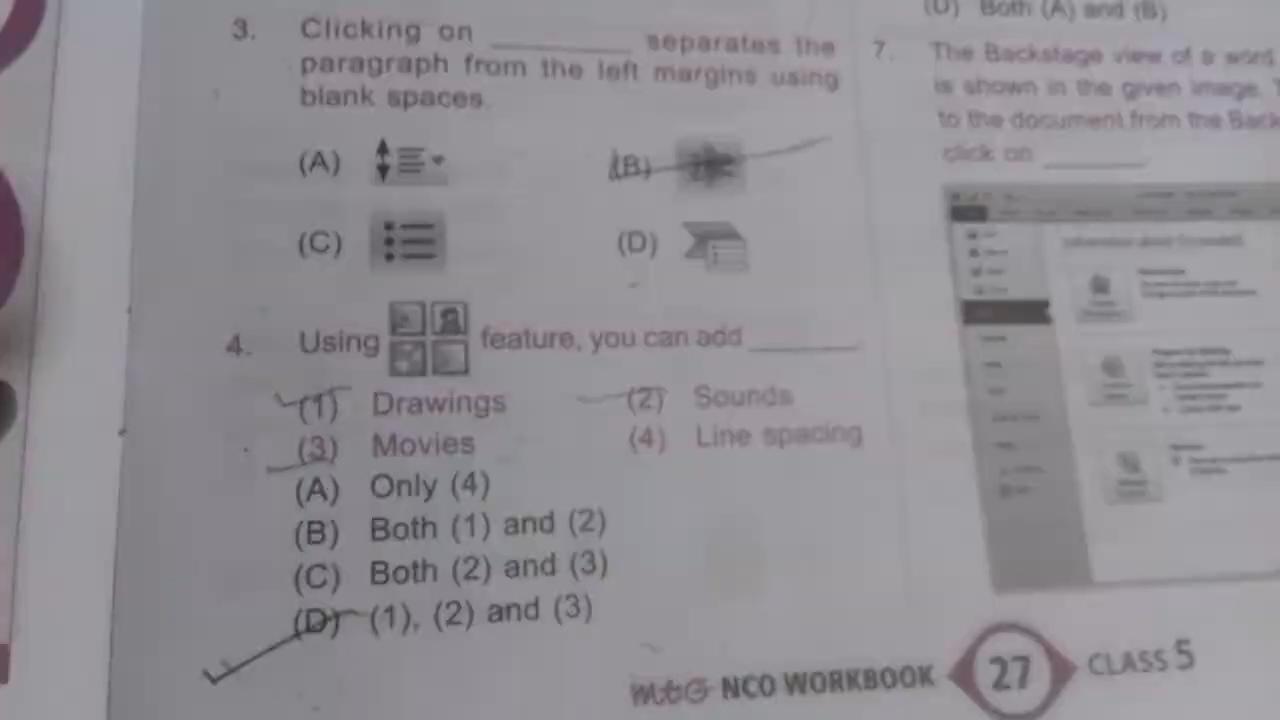 3. Clicking on ________ separates the
paragraph from the left margins using
blank spaces.
(A)
(B)
(C)
(D)
4. Using feature, you can add ________
(1) Drawings (2) Sounds
(3) Movies (4) Line spacing
(A) Only (4)
(B) Both (1) and (2)
(C) Both (2) and (3)
(D) (1), (2) and (3)
(D) Both (A) and (B)
7. The Backstage view of a word
is shown in the given image.
to the document from the Back
click on ________
mtG NCO WORKBOOK 27 CLASS 5